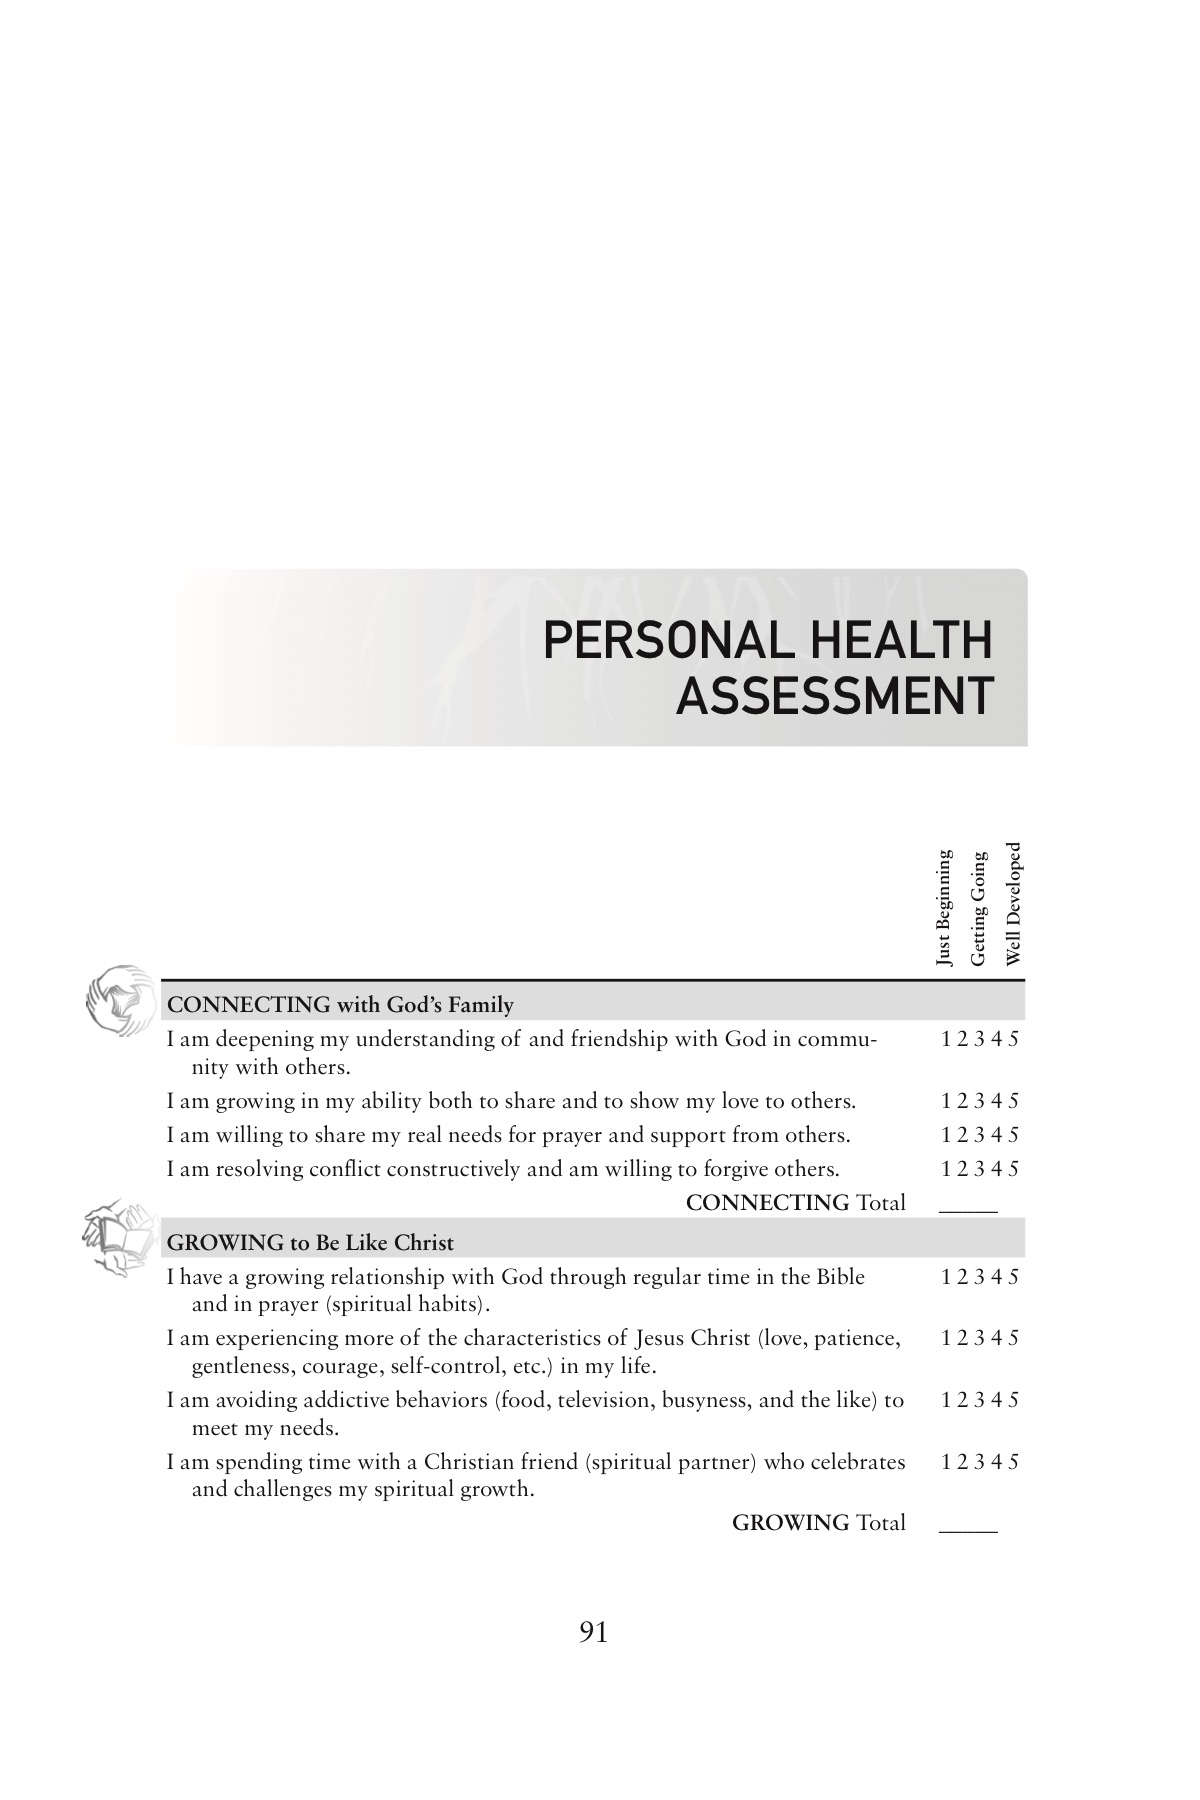 PERSONAL HEALTH
ASSESSMENT
Just Beginning
Getting Going
Well Developed
CONNECTING with God’s Family
I am deepening my understanding of and friendship with God in commu-
nity with others.
1 2 3 4 5
I am growing in my ability both to share and to show my love to others.
1 2 3 4 5
I am willing to share my real needs for prayer and support from others.
1 2 3 4 5
I am resolving conflict constructively and am willing to forgive others.
1 2 3 4 5
CONNECTING Total _____
GROWING to Be Like Christ
I have a growing relationship with God through regular time in the Bible
and in prayer (spiritual habits).
1 2 3 4 5
I am experiencing more of the characteristics of Jesus Christ (love, patience,
gentleness, courage, self-control, etc.) in my life.
1 2 3 4 5
I am avoiding addictive behaviors (food, television, busyness, and the like) to
meet my needs.
1 2 3 4 5
I am spending time with a Christian friend (spiritual partner) who celebrates
and challenges my spiritual growth.
1 2 3 4 5
GROWING Total _____
91